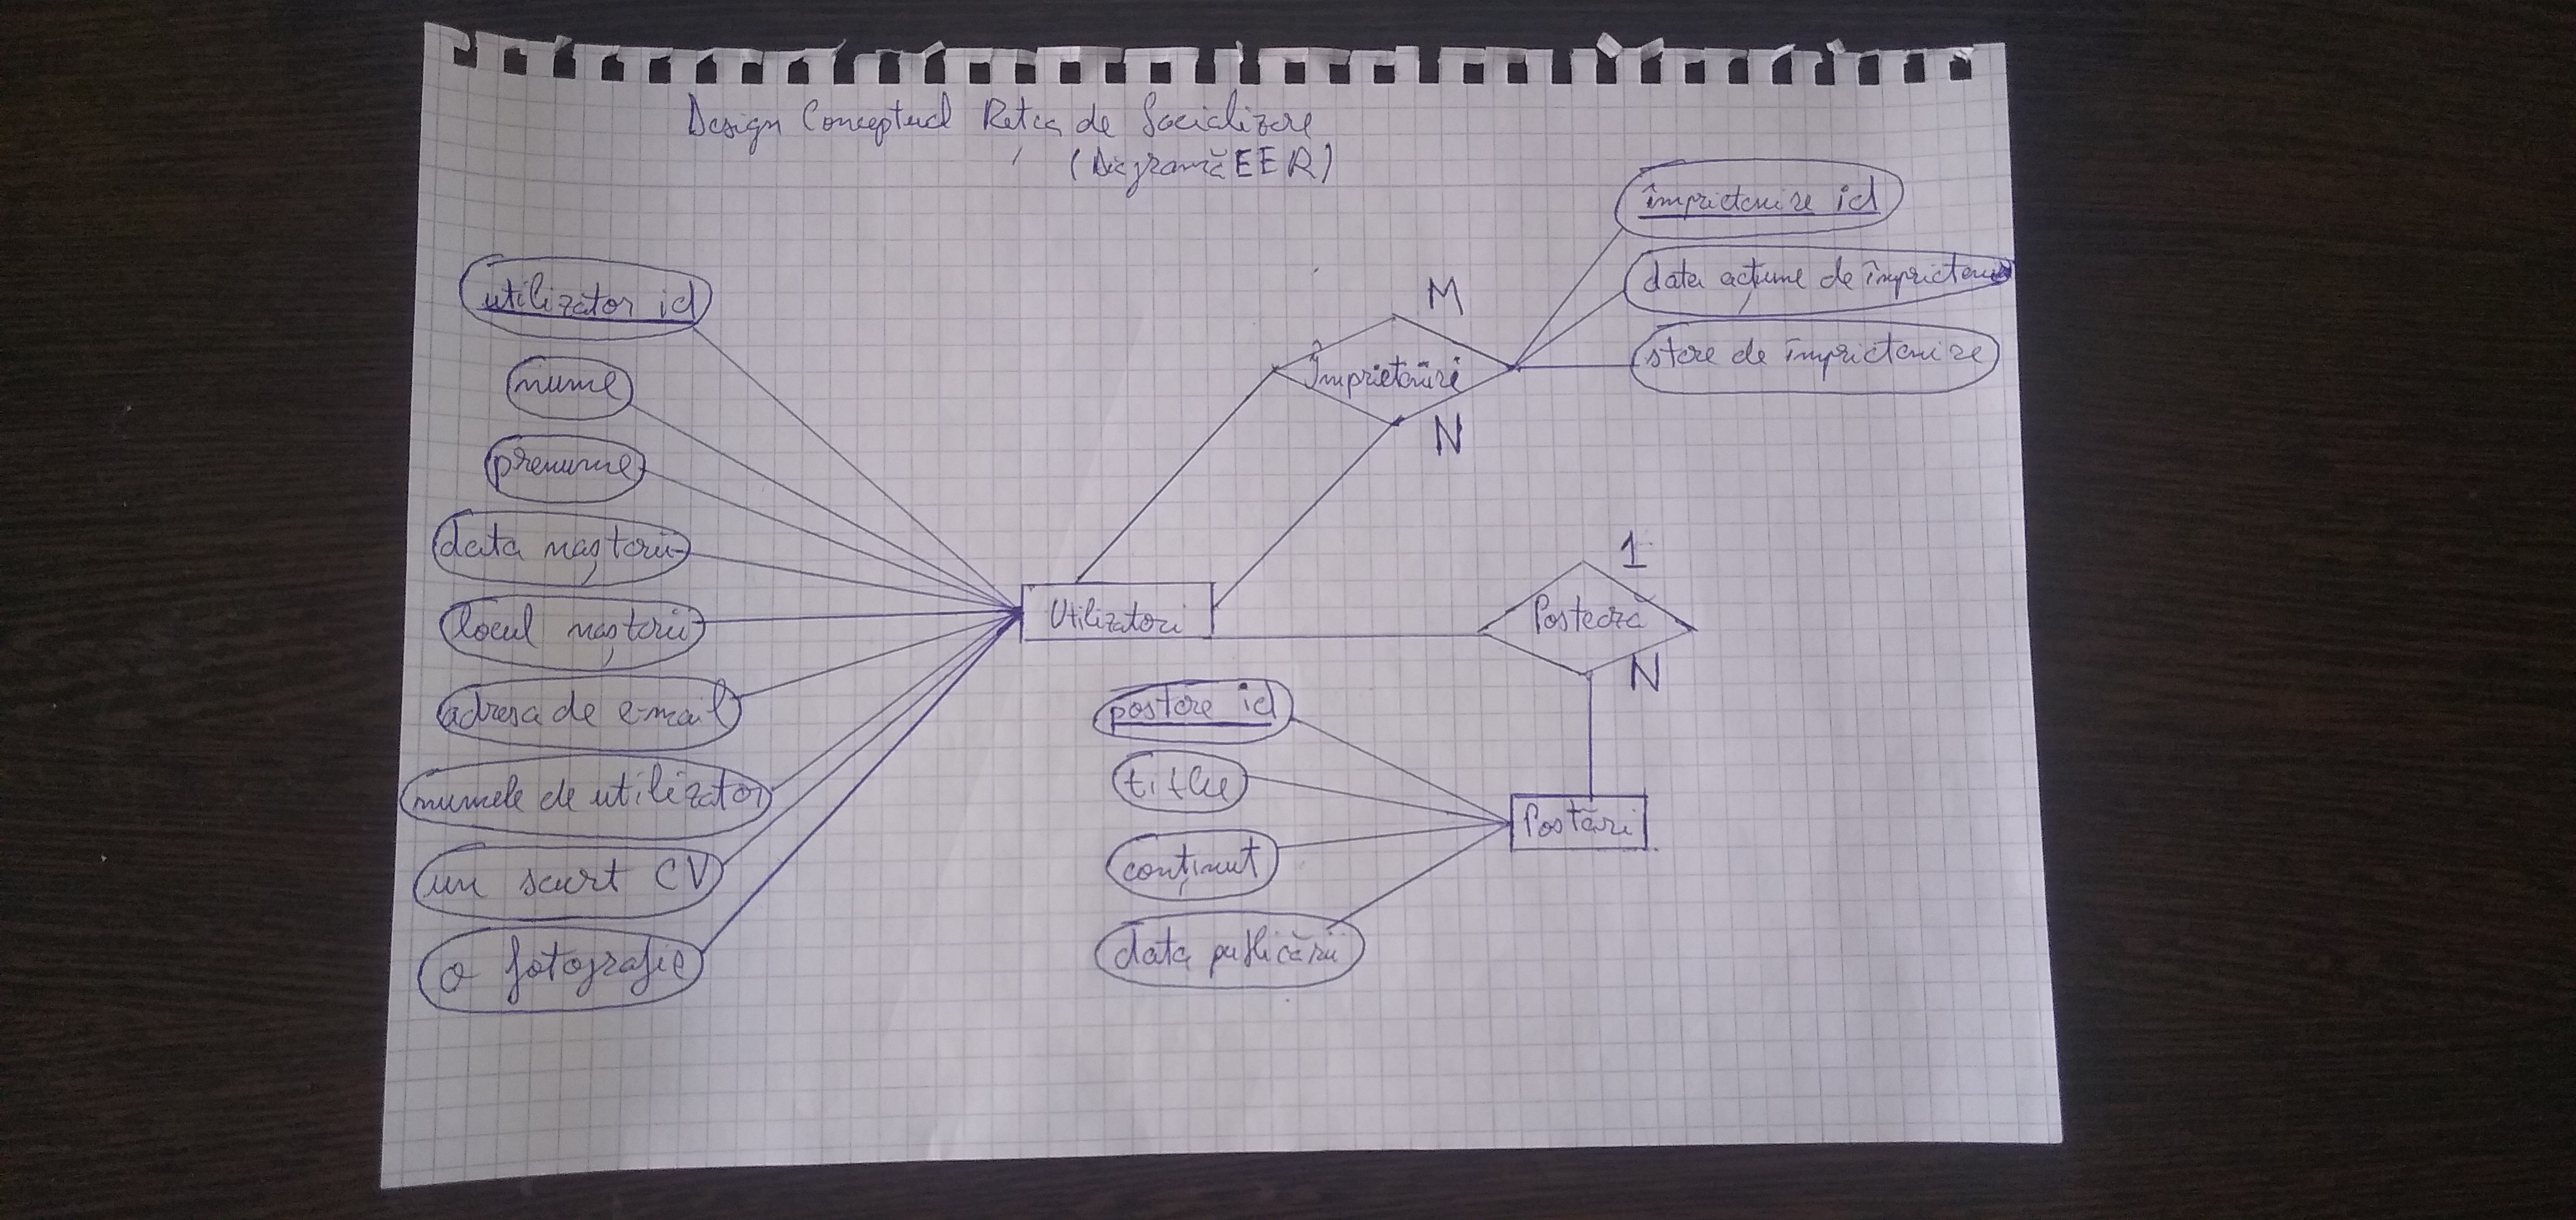 Design Conceptual Rețea de Socializare
(Diagramă EER)
împrietenire id
data acțiune de împrietenire
stare de împrietenire
M
Împrieteniri
N
utilizator id
nume
prenume
data nașterii
locul nașterii
adresa de e-mail
numele de utilizator
un scurt CV
o fotografie
Utilizatori
1
Postează
N
postare id
titlu
conținut
data publicării
Postări